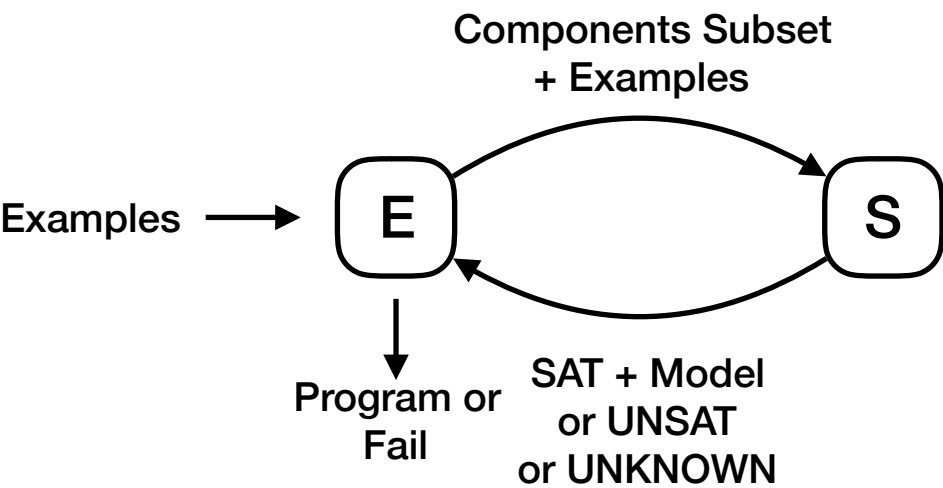 Components Subset
+ Examples
Examples
E
S
Program or
Fail
SAT + Model
or UNSAT
or UNKNOWN